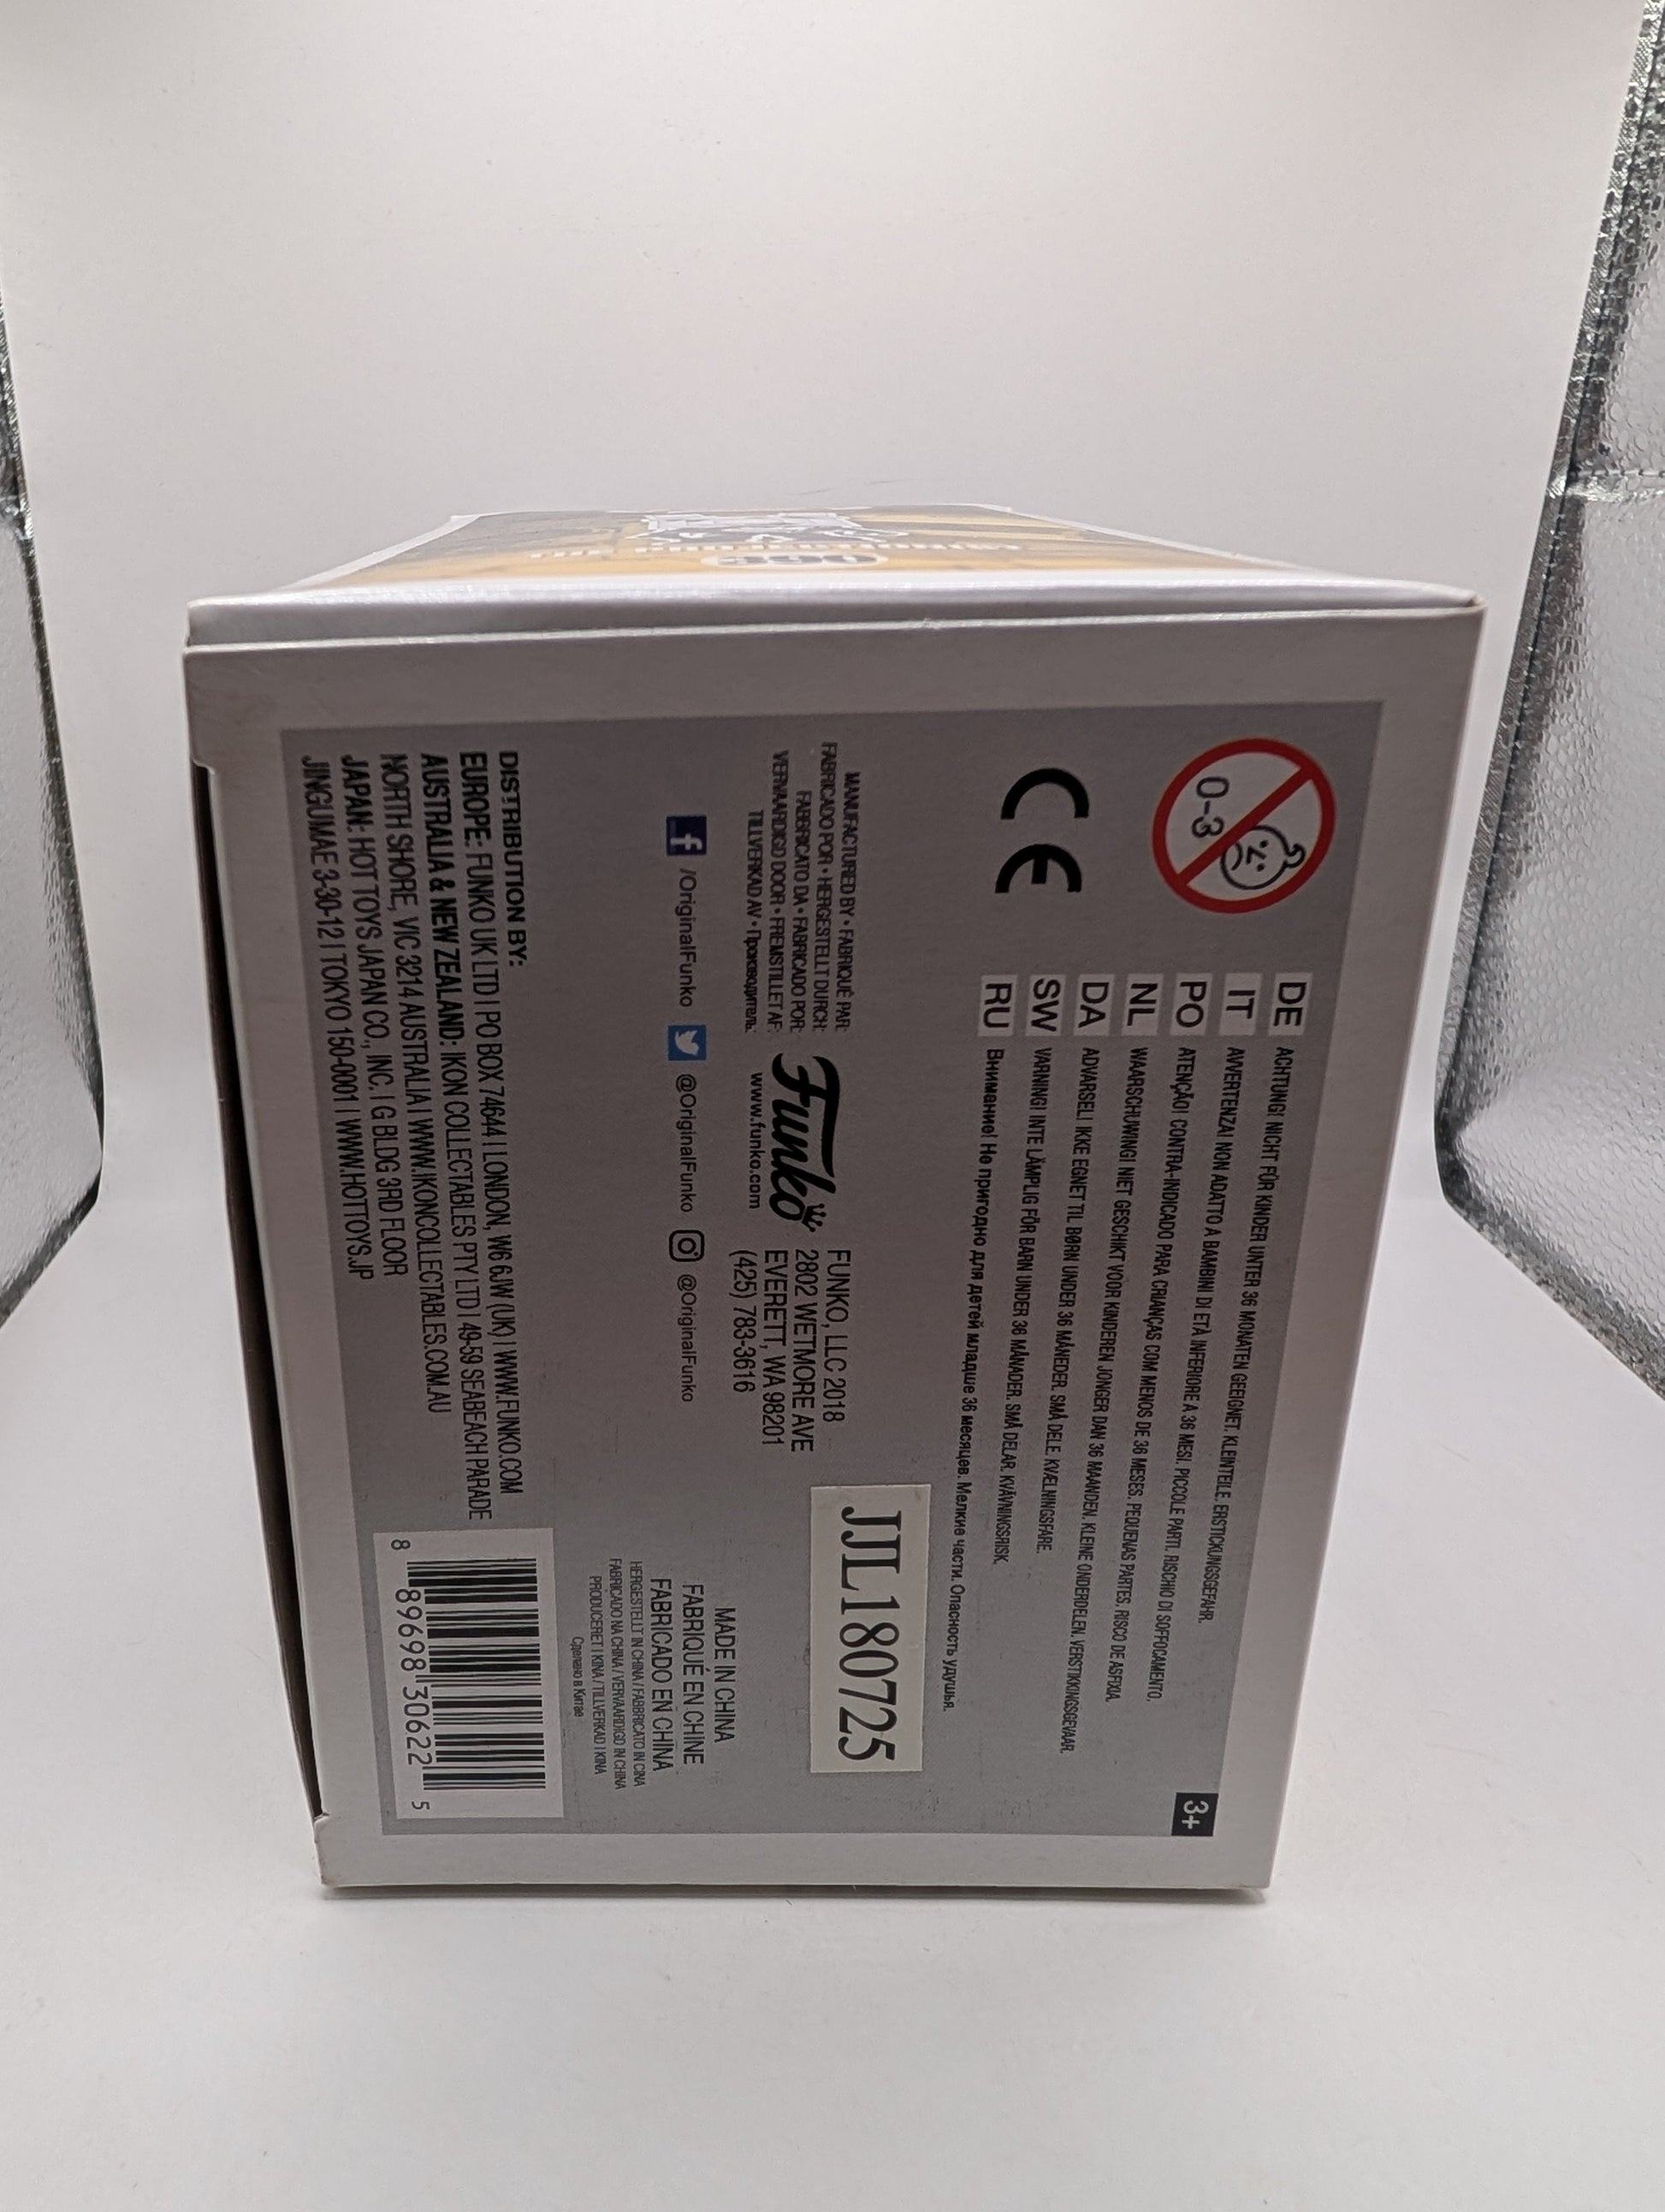 0-3
CE
DE ACHTUNG! NICHT FÜR KINDER UNTER 36 MONATEN GEEIGNET. KLEINTEILE. ERSTICKUNGSGEFAHR.
IT AVVERTENZA! NON ADATTO A BAMBINI DI ETÀ INFERIORE A 36 MESI. PICCOLE PARTI. RISCHIO DI SOFFOCAMENTO.
PO ATENÇÃO! CONTRA-INDICADO PARA CRIANÇAS COM MENOS DE 36 MESES. PEQUENAS PARTES. RISCO DE ASFIXIA.
NL WAARSCHUWING! NIET GESCHIKT VOOR KINDEREN JONGER DAN 36 MAANDEN. KLEINE ONDERDELEN. VERSTIKKINGSGEVAAR.
DA ADVARSEL! IKKE EGNET TIL BØRN UNDER 36 MÅNEDER. SMÅ DELE. KVÆLNINGSFARE.
SW VARNING! INTE LÄMPLIG FÖR BARN UNDER 36 MÅNADER. SMÅ DELAR. KVÄVNINGSRISK.
RU Внимание! Не пригодно для детей младше 36 месяцев. Мелкие части. Опасность удушья.
3+
MANUFACTURED BY • FABRIQUÉ PAR:
FABRICADO POR • HERGESTELLT DURCH:
FABBRICATO DA • FABRICADO POR:
VERVAARDIGD DOOR • FREMSTILLET AF:
TILLVERKAD AV • Производитель:
Funko
www.funko.com
FUNKO, LLC 2018
2802 WETMORE AVE
EVERETT, WA 98201
(425) 783-3616
JJL180725
/OriginalFunko @OriginalFunko @OriginalFunko
MADE IN CHINA
FABRIQUÉ EN CHINE
FABRICADO EN CHINA
HERGESTELLT IN CHINA / FABBRICATO IN CINA
FABRICADO NA CHINA / VERVAARDIGD IN CHINA
PRODUCERET I KINA / TILLVERKAD I KINA
Сделано в Китае
DISTRIBUTION BY:
EUROPE: FUNKO UK LTD | PO BOX 74644 | LONDON, W6 6JW (UK) | WWW.FUNKO.COM
AUSTRALIA & NEW ZEALAND: IKON COLLECTABLES PTY LTD | 49-59 SEABEACH PARADE
NORTH SHORE, VIC 3214 AUSTRALIA | WWW.IKONCOLLECTABLES.COM.AU
JAPAN: HOT TOYS JAPAN CO., INC. | G BLDG 3RD FLOOR
JINGUMAE 3-30-12 | TOKYO 150-0001 | WWW.HOTTOYS.JP
8 89698 30622 5